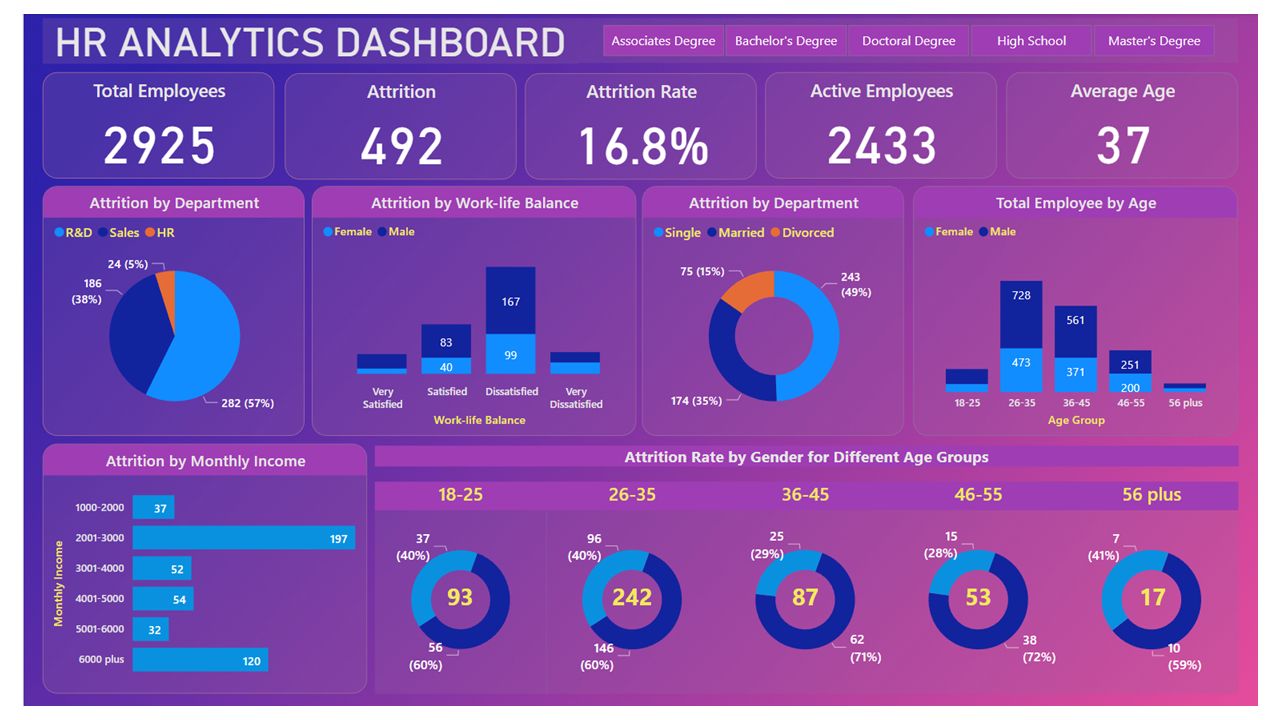 HR ANALYTICS DASHBOARD
Associates Degree
Bachelor's Degree
Doctoral Degree
High School
Master's Degree
Total Employees
2925
Attrition
492
Attrition Rate
16.8%
Active Employees
2433
Average Age
37
Attrition by Department
R&D Sales HR
24 (5%)
186
(38%)
282 (57%)
Attrition by Work-life Balance
Female Male
83
40
167
99
Very
Satisfied
Satisfied
Dissatisfied
Very
Dissatisfied
Work-life Balance
Attrition by Department
Single Married Divorced
75 (15%)
243
(49%)
174 (35%)
Total Employee by Age
Female Male
728
473
561
371
251
200
18-25
26-35
36-45
46-55
56 plus
Age Group
Attrition by Monthly Income
Monthly Income
1000-2000 37
2001-3000 197
3001-4000 52
4001-5000 54
5001-6000 32
6000 plus 120
Attrition Rate by Gender for Different Age Groups
18-25
37
(40%)
93
56
(60%)
26-35
96
(40%)
242
146
(60%)
36-45
25
(29%)
87
62
(71%)
46-55
15
(28%)
53
38
(72%)
56 plus
7
(41%)
17
10
(59%)